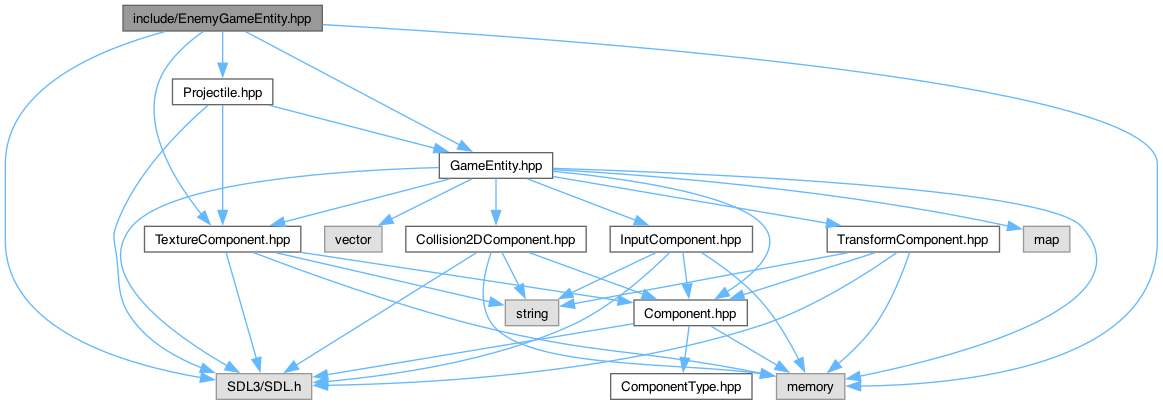 include/EnemyGameEntity.hpp
Projectile.hpp
GameEntity.hpp
TextureComponent.hpp
vector
Collision2DComponent.hpp
InputComponent.hpp
TransformComponent.hpp
map
string
Component.hpp
SDL3/SDL.h
ComponentType.hpp
memory